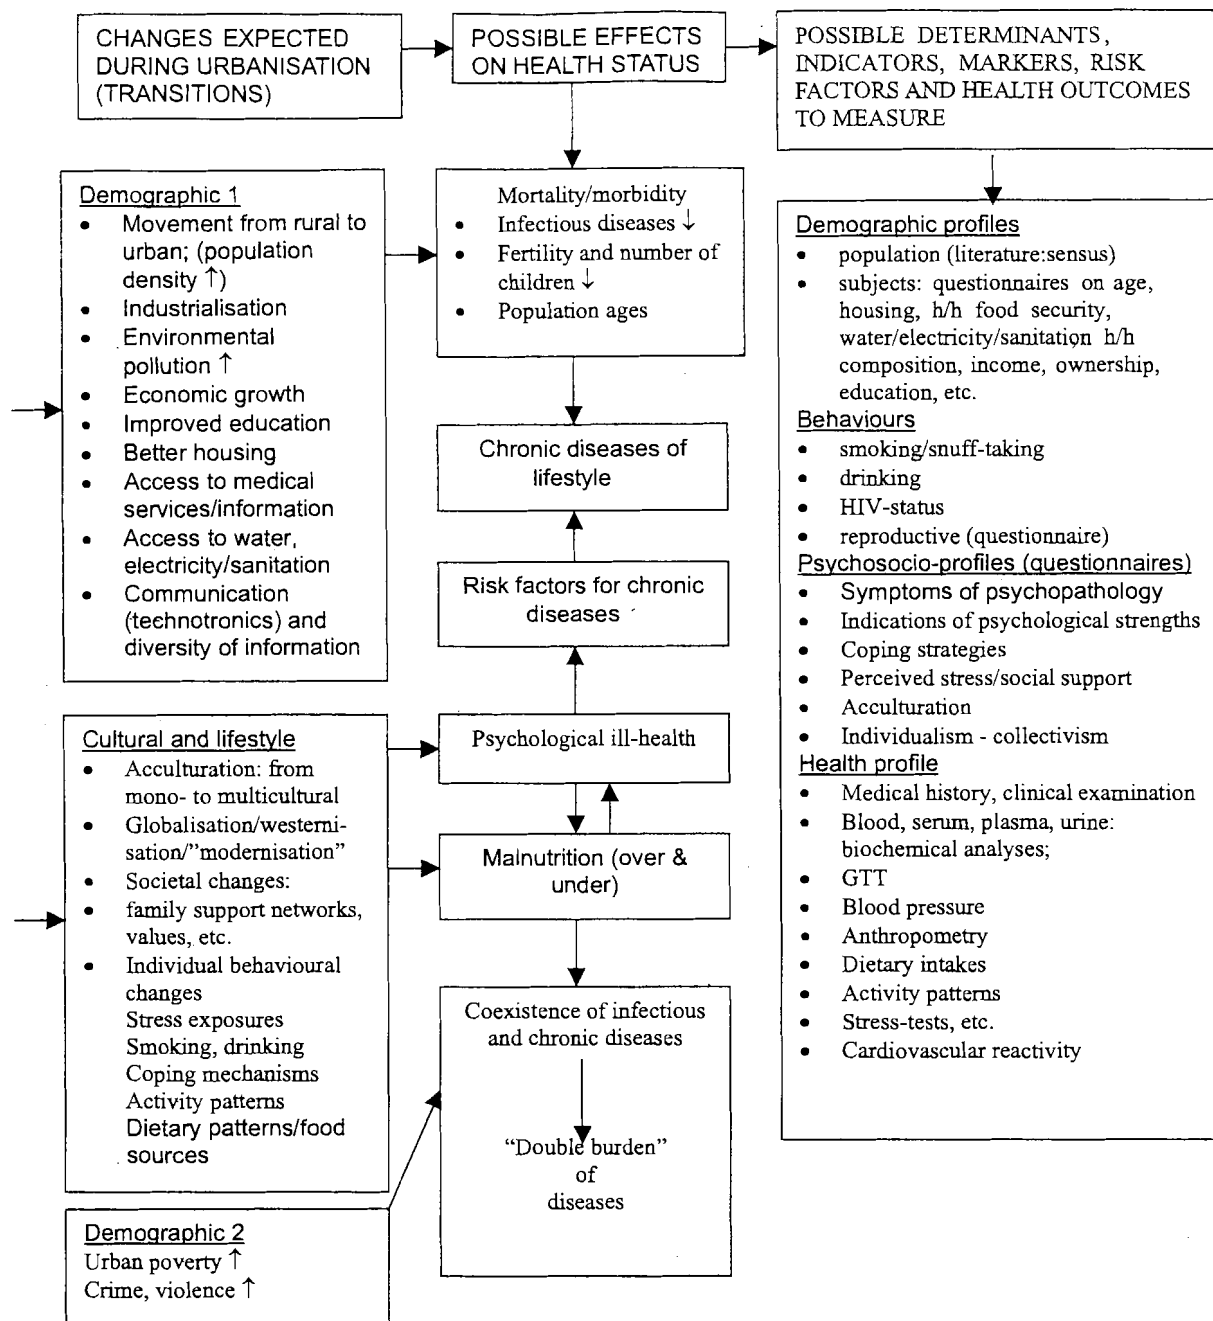 CHANGES EXPECTED
DURING URBANISATION
(TRANSITIONS)
POSSIBLE EFFECTS
ON HEALTH STATUS
POSSIBLE DETERMINANTS,
INDICATORS, MARKERS, RISK
FACTORS AND HEALTH OUTCOMES
TO MEASURE
Demographic 1
• Movement from rural to
urban; (population
density ↑)
• Industrialisation
• Environmental
pollution ↑
• Economic growth
• Improved education
• Better housing
• Access to medical
services/information
• Access to water,
electricity/sanitation
• Communication
(technotronics) and
diversity of information
Cultural and lifestyle
• Acculturation: from
mono- to multicultural
• Globalisation/westerni-
sation/"modernisation"
• Societal changes:
• family support networks,
values, etc.
• Individual behavioural
changes
Stress exposures
Smoking, drinking
Coping mechanisms
Activity patterns
Dietary patterns/food
sources
Demographic 2
Urban poverty ↑
Crime, violence ↑
Mortality/morbidity
• Infectious diseases ↓
• Fertility and number of
children ↓
• Population ages
Chronic diseases of
lifestyle
Risk factors for chronic
diseases
Psychological ill-health
Malnutrition (over &
under)
Coexistence of infectious
and chronic diseases
"Double burden"
of
diseases
Demographic profiles
• population (literature:sensus)
• subjects: questionnaires on age,
housing, h/h food security,
water/electricity/sanitation h/h
composition, income, ownership,
education, etc.
Behaviours
• smoking/snuff-taking
• drinking
• HIV-status
• reproductive (questionnaire)
Psychosocio-profiles (questionnaires)
• Symptoms of psychopathology
• Indications of psychological strengths
• Coping strategies
• Perceived stress/social support
• Acculturation
• Individualism - collectivism
Health profile
• Medical history, clinical examination
• Blood, serum, plasma, urine:
biochemical analyses;
• GTT
• Blood pressure
• Anthropometry
• Dietary intakes
• Activity patterns
• Stress-tests, etc.
• Cardiovascular reactivity